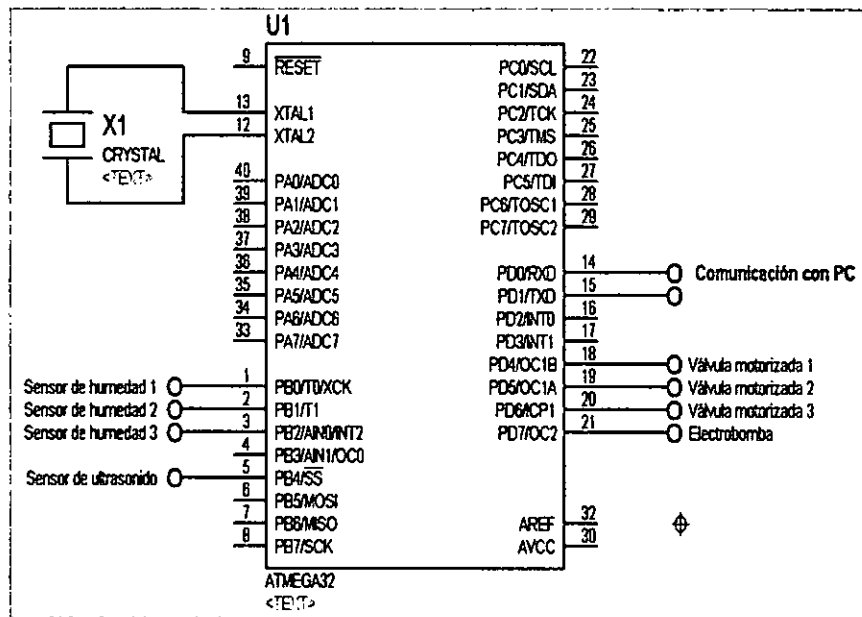 U1
9 RESET
13 XTAL1
12 XTAL2
X1
CRYSTAL
<TEXT>
40 PA0/ADC0
39 PA1/ADC1
38 PA2/ADC2
37 PA3/ADC3
36 PA4/ADC4
35 PA5/ADC5
34 PA6/ADC6
33 PA7/ADC7
Sensor de humedad 1 1 PB0/T0/XCK
Sensor de humedad 2 2 PB1/T1
Sensor de humedad 3 3 PB2/AIN0/INT2
4 PB3/AIN1/OC0
Sensor de ultrasonido 5 PB4/SS
6 PB5/MOSI
7 PB6/MISO
8 PB7/SCK
PC0/SCL 22
PC1/SDA 23
PC2/TCK 24
PC3/TMS 25
PC4/TDO 26
PC5/TDI 27
PC6/TOSC1 28
PC7/TOSC2 29
PD0/RXD 14 Comunicación con PC
PD1/TXD 15
PD2/INT0 16
PD3/INT1 17
PD4/OC1B 18 Válvula motorizada 1
PD5/OC1A 19 Válvula motorizada 2
PD6/ICP1 20 Válvula motorizada 3
PD7/OC2 21 Electrobomba
AREF 32
AVCC 30
ATMEGA32
<TEXT>